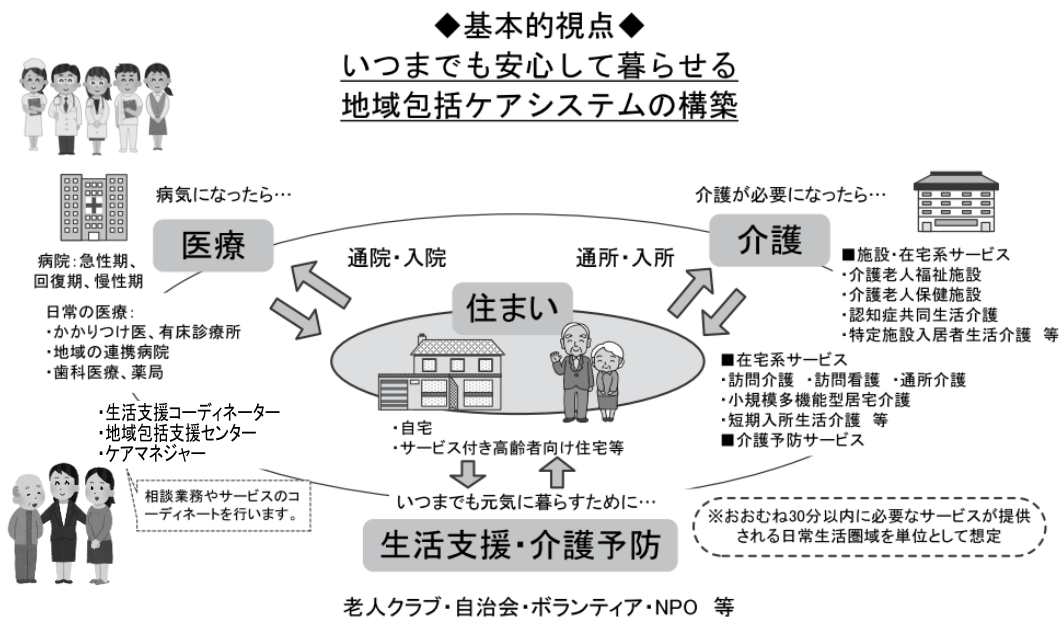 ◆基本的視点◆
いつまでも安心して暮らせる
地域包括ケアシステムの構築
病気になったら…
医療
病院:急性期、
回復期、慢性期
日常の医療:
・かかりつけ医、有床診療所
・地域の連携病院
・歯科医療、薬局
通院・入院
介護が必要になったら…
介護
通所・入所
■施設・在宅系サービス
・介護老人福祉施設
・介護老人保健施設
・認知症共同生活介護
・特定施設入居者生活介護 等
■在宅系サービス
・訪問介護 ・訪問看護 ・通所介護
・小規模多機能型居宅介護
・短期入所生活介護 等
■介護予防サービス
住まい
・自宅
・サービス付き高齢者向け住宅等
・生活支援コーディネーター
・地域包括支援センター
・ケアマネジャー
相談業務やサービスのコ
ーディネートを行います。
いつまでも元気に暮らすために…
生活支援・介護予防
老人クラブ・自治会・ボランティア・NPO 等
※おおむね30分以内に必要なサービスが提供
される日常生活圏域を単位として想定